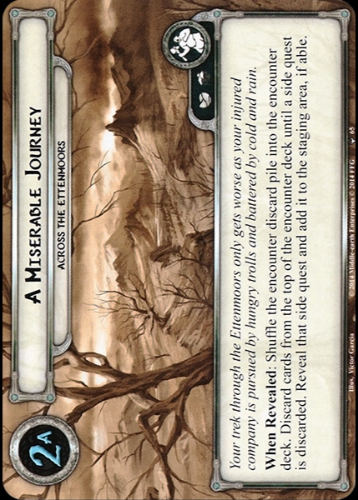 2A
A Miserable Journey
Across the Ettenmoors
Your trek through the Ettenmoors only gets worse as your injured
company is pursued by hungry trolls and battered by cold and rain.
When Revealed: Shuffle the encounter discard pile into the encounter
deck. Discard cards from the top of the encounter deck until a side quest
is discarded. Reveal that side quest and add it to the staging area, if able.
Illus. Victor Garcia
© 2014 Middle-earth Enterprises © 2014 FFG
65